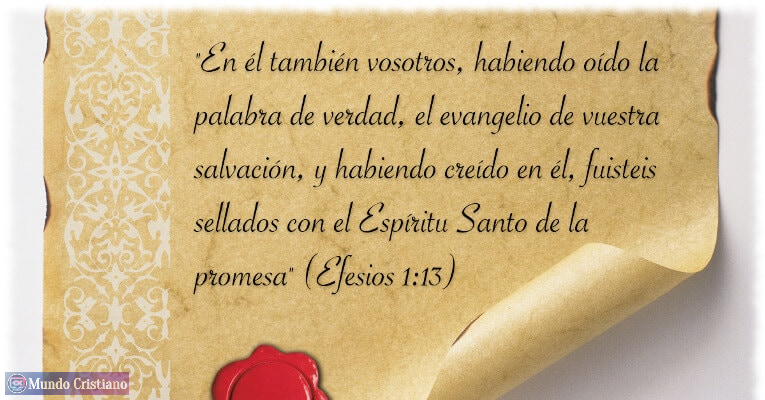 "En él también vosotros, habiendo oído la
palabra de verdad, el evangelio de vuestra
salvación, y habiendo creído en él, fuisteis
sellados con el Espíritu Santo de la
promesa" (Efesios 1:13)
Mundo Cristiano